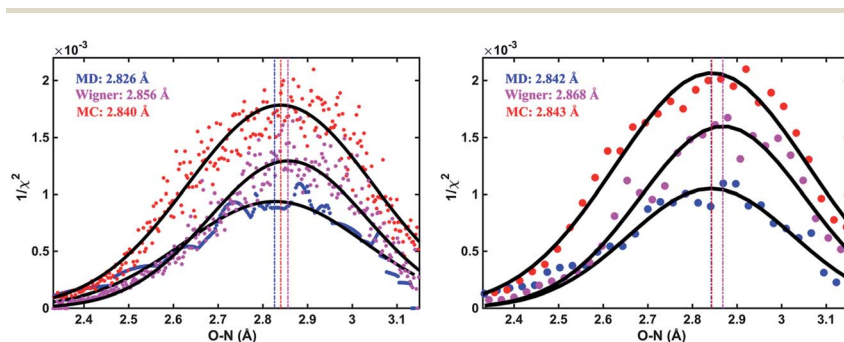 ×10⁻³
MD: 2.826 Å
Wigner: 2.856 Å
MC: 2.840 Å
2
1.5
1
0.5
0
1/χ²
2.4 2.5 2.6 2.7 2.8 2.9 3 3.1
O-N (Å)
×10⁻³
MD: 2.842 Å
Wigner: 2.868 Å
MC: 2.843 Å
2
1.5
1
0.5
0
1/χ²
2.4 2.5 2.6 2.7 2.8 2.9 3 3.1
O-N (Å)